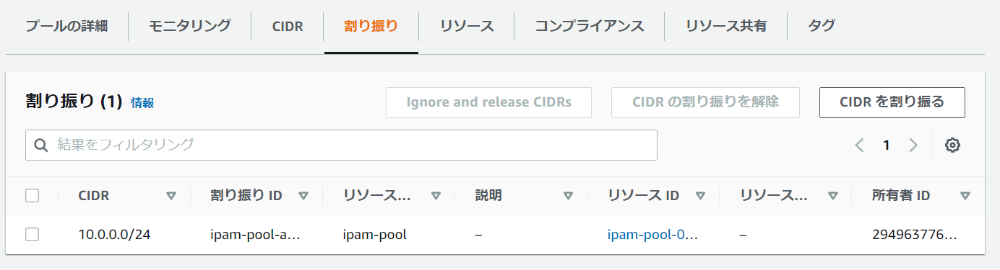 プールの詳細 モニタリング CIDR 割り振り リソース コンプライアンス リソース共有 タグ
割り振り (1) 情報 Ignore and release CIDRs CIDR の割り振りを解除 CIDR を割り振る
結果をフィルタリング 1
CIDR 割り振り ID リソース... 説明 リソース ID リソース... 所有者 ID
10.0.0.0/24 ipam-pool-a... ipam-pool – ipam-pool-0... – 294963776...